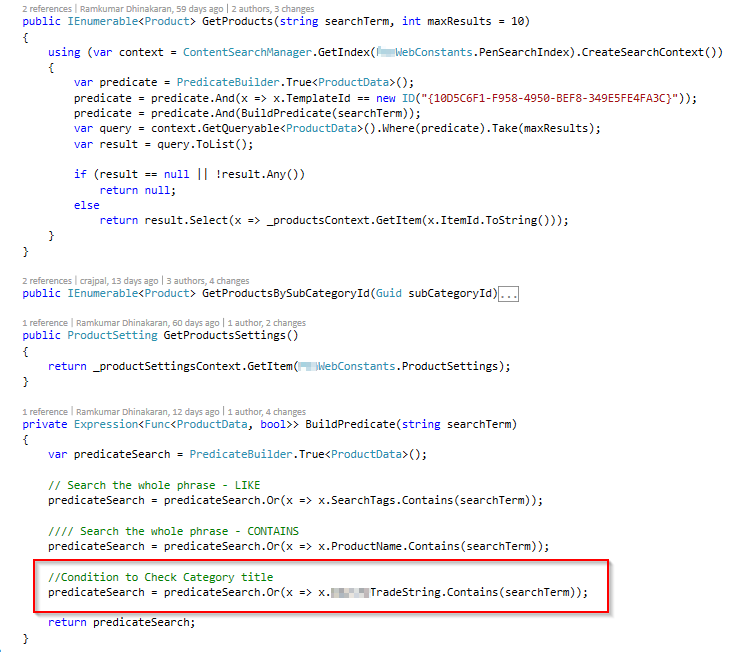 2 references | Ramkumar Dhinakaran, 59 days ago | 2 authors, 3 changes
public IEnumerable<Product> GetProducts(string searchTerm, int maxResults = 10)
{
using (var context = ContentSearchManager.GetIndex(WebConstants.PenSearchIndex).CreateSearchContext())
{
var predicate = PredicateBuilder.True<ProductData>();
predicate = predicate.And(x => x.TemplateId == new ID("{10D5C6F1-F958-4950-BEF8-349E5FE4FA3C}"));
predicate = predicate.And(BuildPredicate(searchTerm));
var query = context.GetQueryable<ProductData>().Where(predicate).Take(maxResults);
var result = query.ToList();
if (result == null || !result.Any())
return null;
else
return result.Select(x => _productsContext.GetItem(x.ItemId.ToString()));
}
}
2 references | crajpal, 13 days ago | 3 authors, 4 changes
public IEnumerable<Product> GetProductsBySubCategoryId(Guid subCategoryId)...
1 reference | Ramkumar Dhinakaran, 60 days ago | 1 author, 2 changes
public ProductSetting GetProductsSettings()
{
return _productSettingsContext.GetItem(WebConstants.ProductSettings);
}
1 reference | Ramkumar Dhinakaran, 12 days ago | 1 author, 4 changes
private Expression<Func<ProductData, bool>> BuildPredicate(string searchTerm)
{
var predicateSearch = PredicateBuilder.True<ProductData>();
// Search the whole phrase - LIKE
predicateSearch = predicateSearch.Or(x => x.SearchTags.Contains(searchTerm));
//// Search the whole phrase - CONTAINS
predicateSearch = predicateSearch.Or(x => x.ProductName.Contains(searchTerm));
//Condition to Check Category title
predicateSearch = predicateSearch.Or(x => x.TradeString.Contains(searchTerm));
return predicateSearch;
}